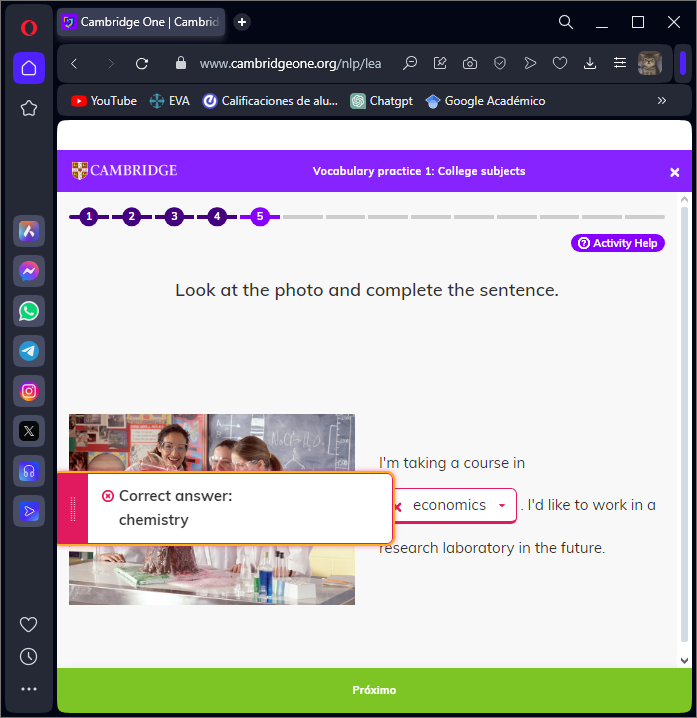 Cambridge One | Cambrid
www.cambridgeone.org/nlp/lea
YouTube
EVA
Calificaciones de alu...
Chatgpt
Google Académico
CAMBRIDGE
Vocabulary practice 1: College subjects
1 2 3 4 5
Activity Help
Look at the photo and complete the sentence.
I'm taking a course in
economics . I'd like to work in a
research laboratory in the future.
Correct answer:
chemistry
Próximo